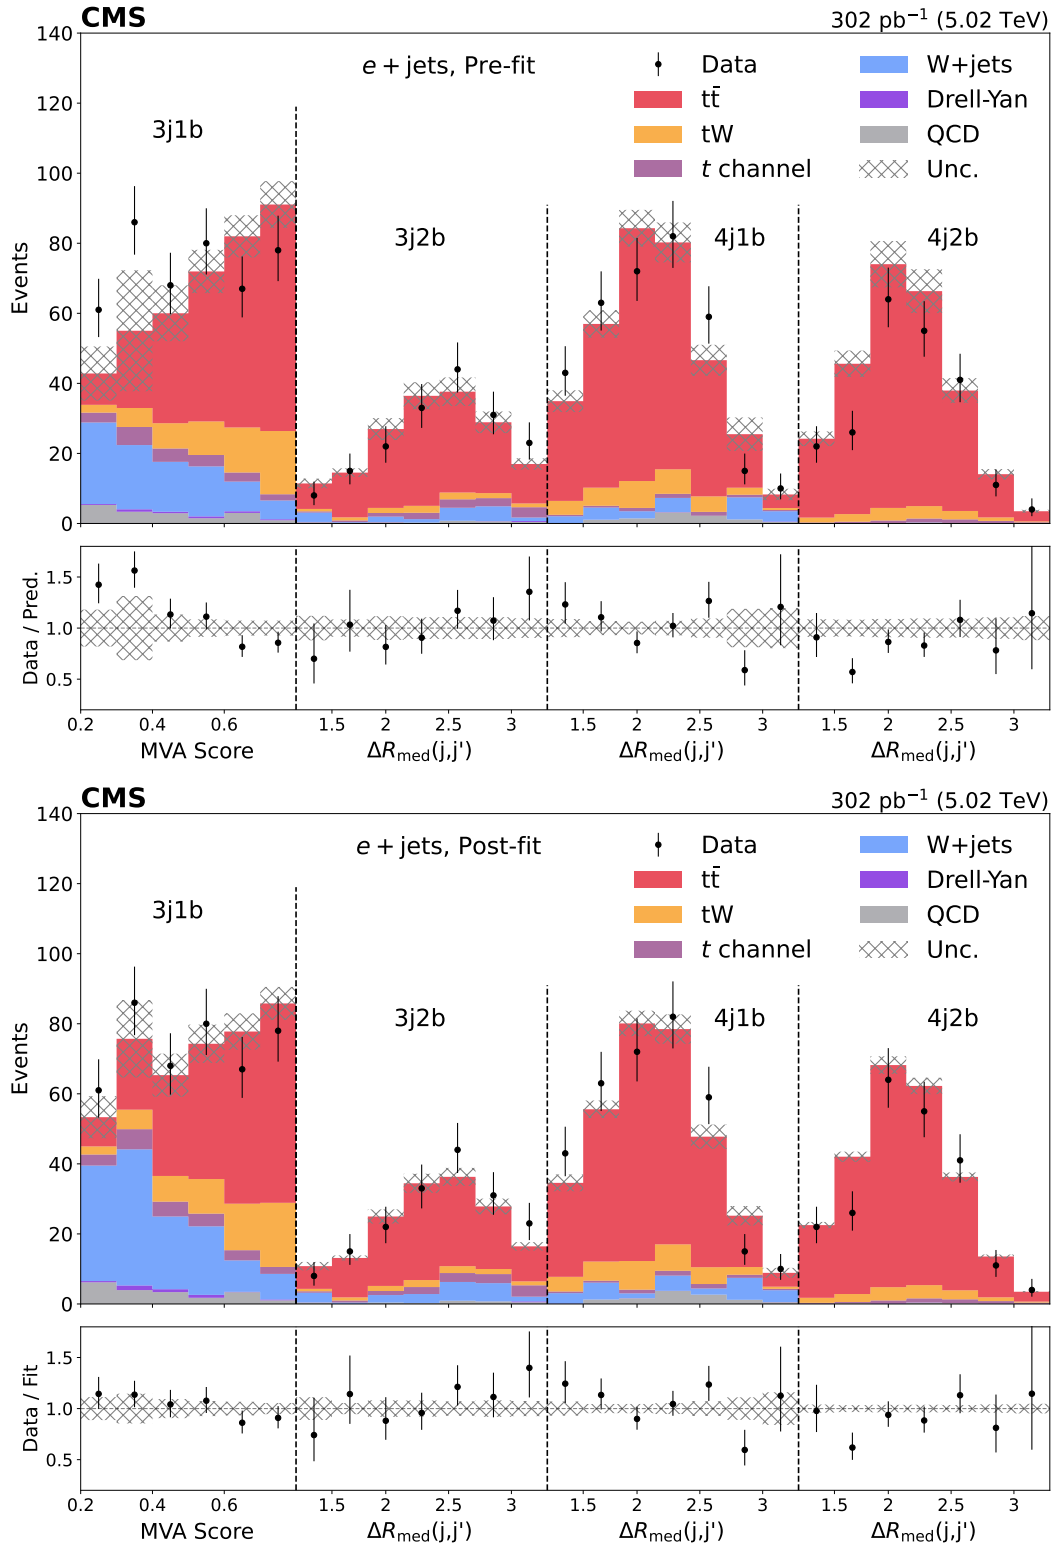 CMS 302 pb⁻¹ (5.02 TeV)
140
120
100
80
60
40
20
0
Events
e + jets, Pre-fit
Data
tt̄
tW
t channel
W+jets
Drell-Yan
QCD
Unc.
3j1b
3j2b
4j1b
4j2b
1.5
1.0
0.5
Data / Pred.
0.2 0.4 0.6 1.5 2 2.5 3 1.5 2 2.5 3 1.5 2 2.5 3
MVA Score ΔR_med(j,j') ΔR_med(j,j') ΔR_med(j,j')
CMS 302 pb⁻¹ (5.02 TeV)
140
120
100
80
60
40
20
0
Events
e + jets, Post-fit
Data
tt̄
tW
t channel
W+jets
Drell-Yan
QCD
Unc.
3j1b
3j2b
4j1b
4j2b
1.5
1.0
0.5
Data / Fit
0.2 0.4 0.6 1.5 2 2.5 3 1.5 2 2.5 3 1.5 2 2.5 3
MVA Score ΔR_med(j,j') ΔR_med(j,j') ΔR_med(j,j')